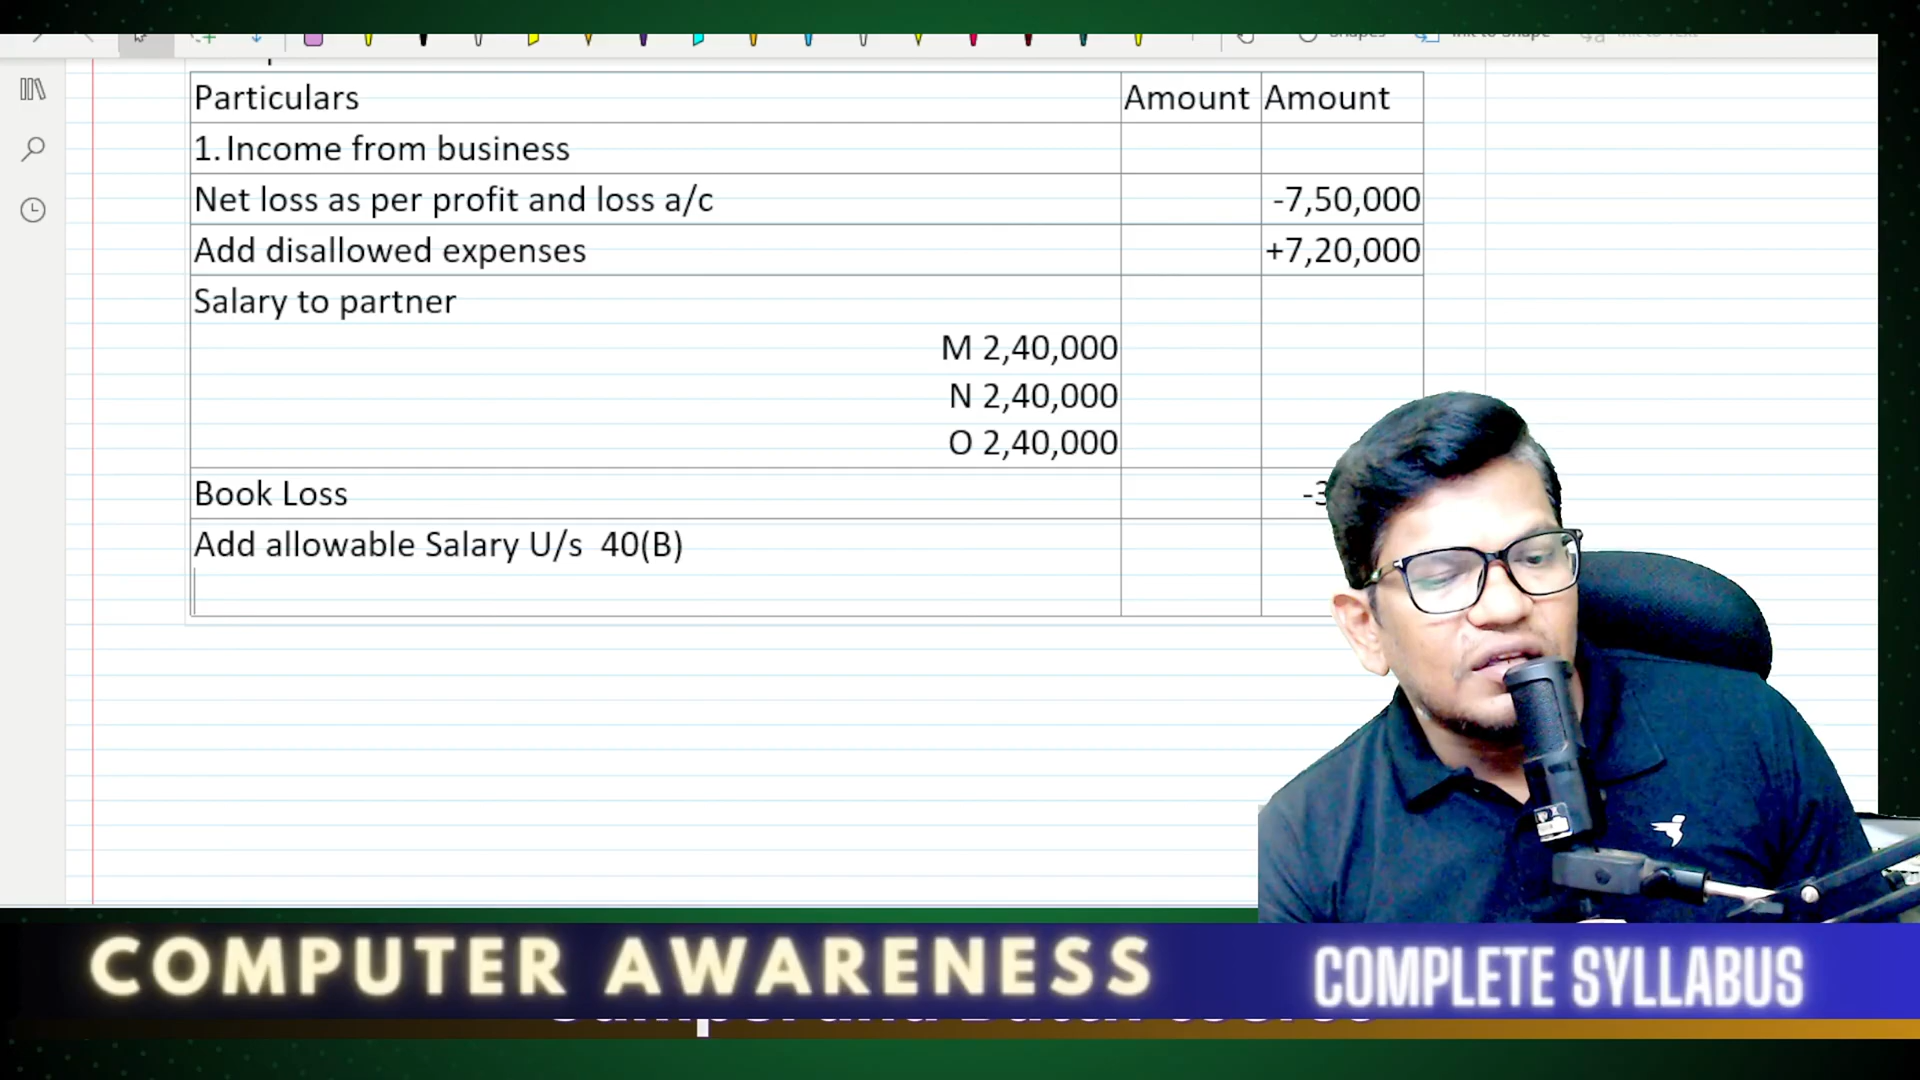 Particulars Amount Amount
1. Income from business
Net loss as per profit and loss a/c -7,50,000
Add disallowed expenses +7,20,000
Salary to partner
M 2,40,000
N 2,40,000
O 2,40,000
Book Loss
Add allowable Salary U/s 40(B)
COMPUTER AWARENESS COMPLETE SYLLABUS